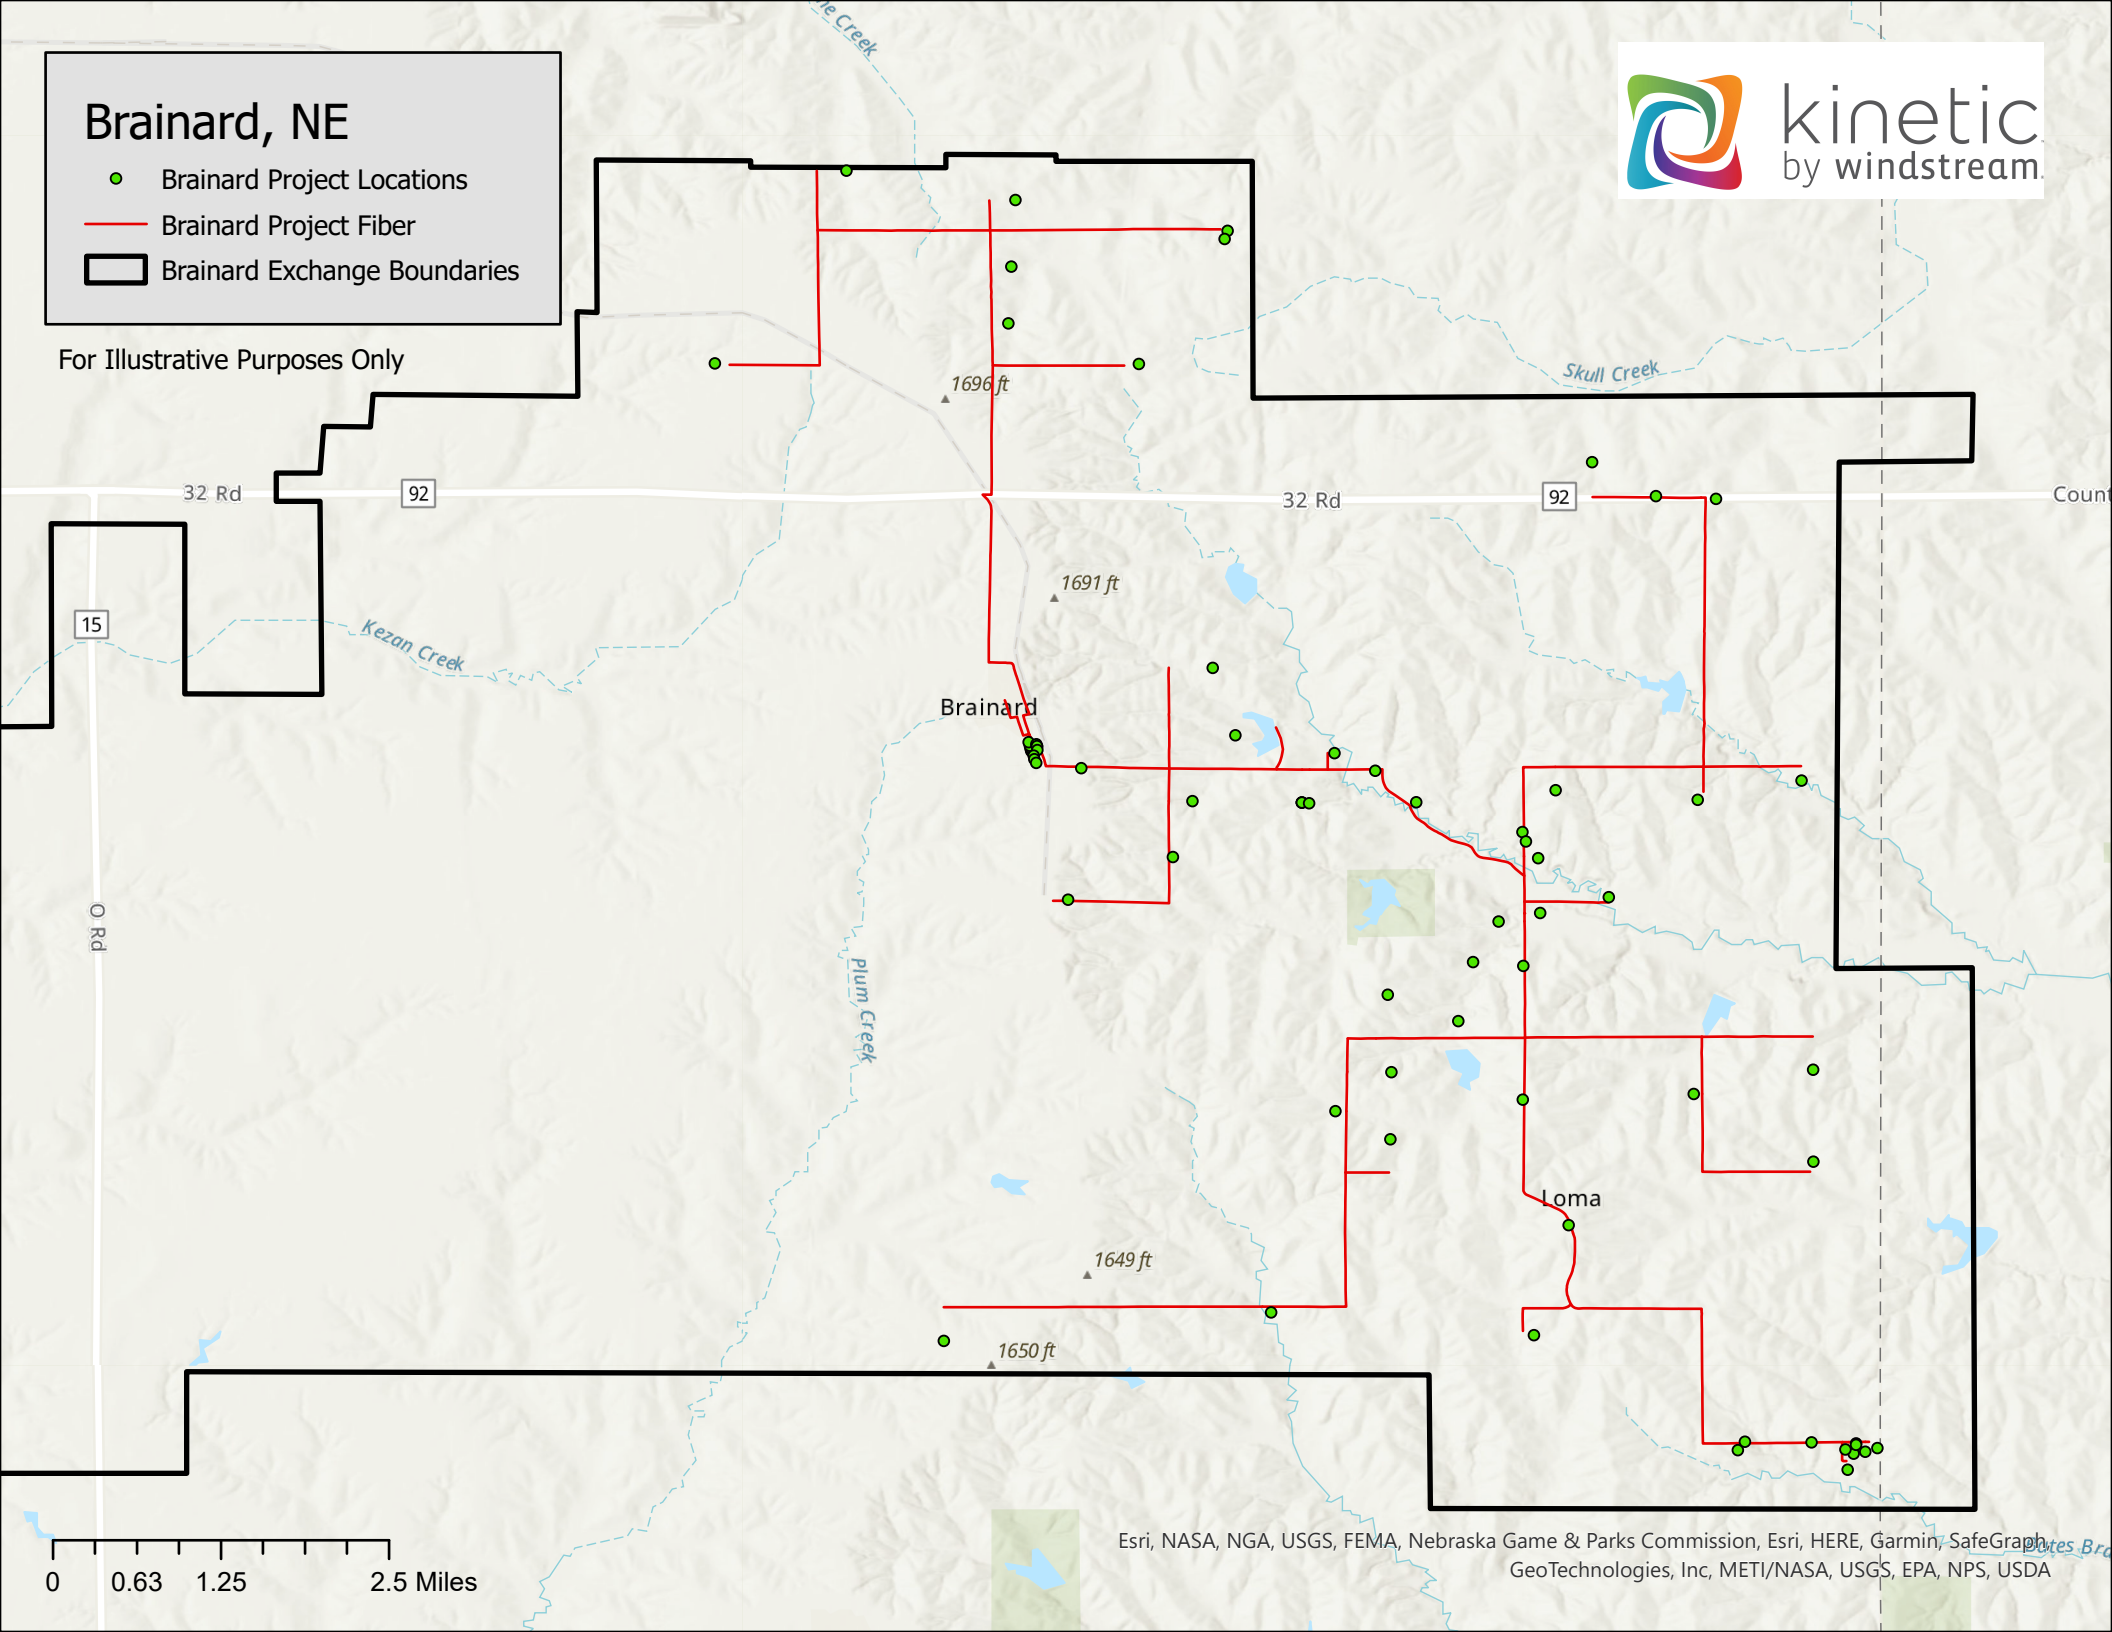 ne Creek
Brainard, NE
Brainard Project Locations
Brainard Project Fiber
Brainard Exchange Boundaries
For Illustrative Purposes Only
kinetic
by windstream.
Skull Creek
1696 ft
32 Rd
92
32 Rd
92
Count
1691 ft
15
Kezan Creek
Brainard
O Rd
Plum Creek
Loma
1649 ft
1650 ft
0 0.63 1.25 2.5 Miles
Esri, NASA, NGA, USGS, FEMA, Nebraska Game & Parks Commission, Esri, HERE, Garmin, SafeGraph,
GeoTechnologies, Inc, METI/NASA, USGS, EPA, NPS, USDA